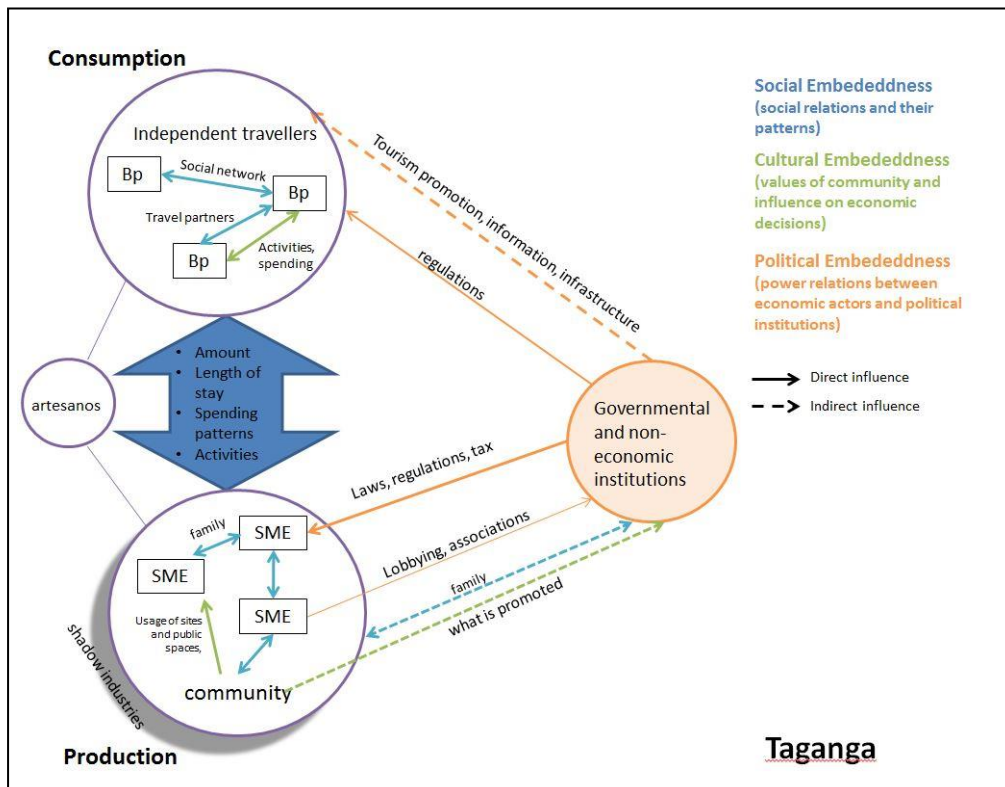 Consumption
Independent travellers
Bp
Social network
Bp
Travel partners
Bp
Activities,
spending
Tourism promotion, information, infrastructure
regulations
Social Embededdness
(social relations and their
patterns)
Cultural Embededdness
(values of community and
influence on economic
decisions)
Political Embededdness
(power relations between
economic actors and political
institutions)
Direct influence
Indirect influence
artesanos
• Amount
• Length of
stay
• Spending
patterns
• Activities
Governmental
and non-
economic
institutions
Laws, regulations, tax
Lobbying, associations
family
what is promoted
family
SME
SME
SME
Usage of sites
and public
spaces,
community
shadow industries
Production
Taganga